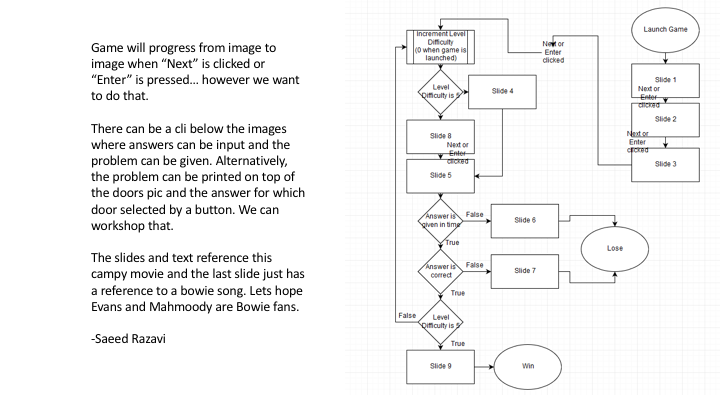 Game will progress from image to
image when “Next” is clicked or
“Enter” is pressed… however we want
to do that.
There can be a cli below the images
where answers can be input and the
problem can be given. Alternatively,
the problem can be printed on top of
the doors pic and the answer for which
door selected by a button. We can
workshop that.
The slides and text reference this
campy movie and the last slide just has
a reference to a bowie song. Lets hope
Evans and Mahmoody are Bowie fans.
-Saeed Razavi
Launch Game
Slide 1
Next or
Enter
clicked
Slide 2
Next or
Enter
clicked
Slide 3
Next or
Enter
clicked
Increment Level
Difficulty
(0 when game is
launched)
Level
Difficulty is 5
Slide 4
Slide 8
Next or
Enter
clicked
Slide 5
Answer is
given in time
False
Slide 6
True
Lose
Answer is
correct
False
Slide 7
True
False
Level
Difficulty is 5
True
Slide 9
Win